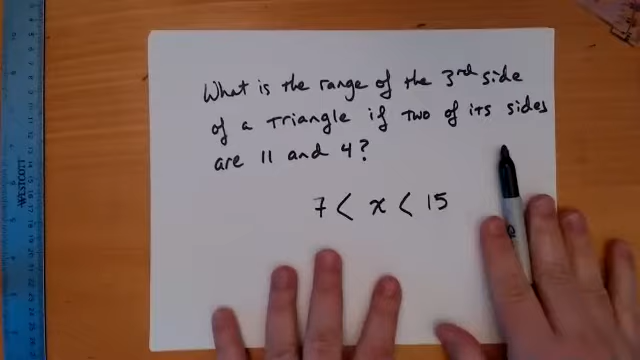 What is the range of the 3rd side
of a triangle if two of its sides
are 11 and 4?
7 < x < 15
WESTCOTT